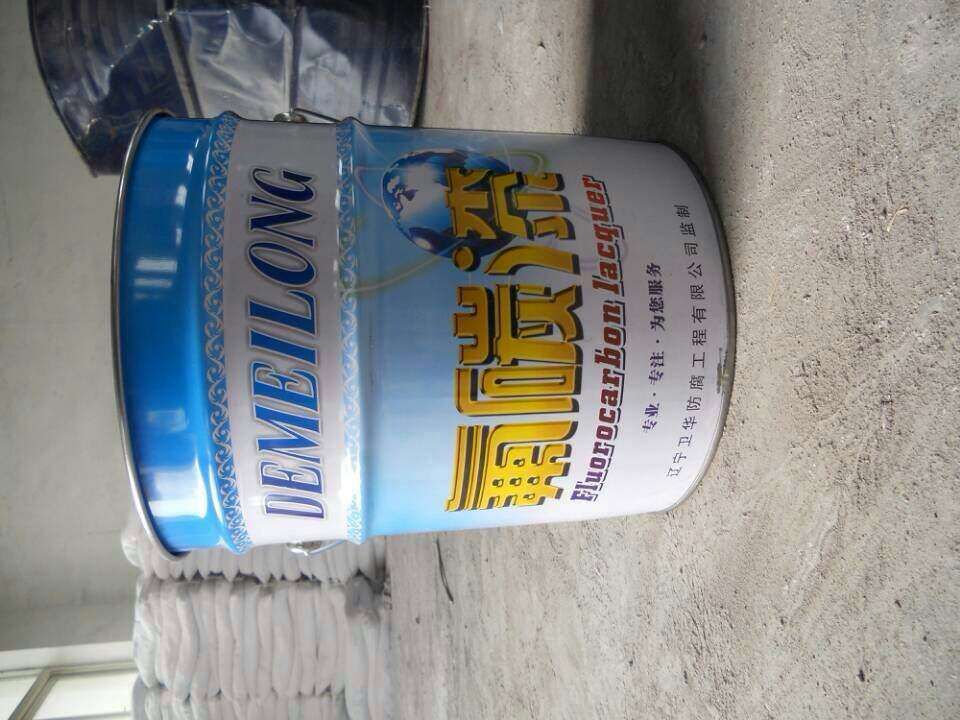 DEMEILONG
氟碳漆
Fluorocarbon lacquer
专业·专注·为您服务
辽宁卫华防腐工程有限公司监制